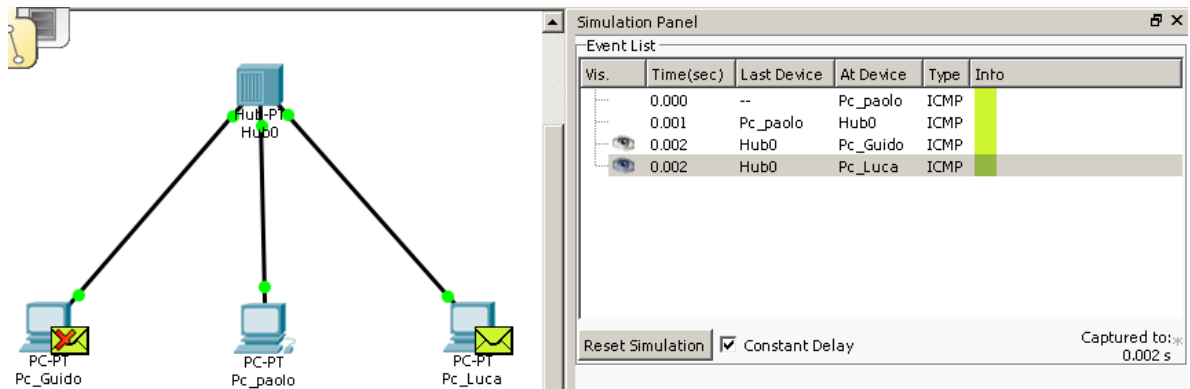 Hub-PT
Hub0
PC-PT
Pc_Guido
PC-PT
Pc_paolo
PC-PT
Pc_Luca
Simulation Panel
Event List
Vis. Time(sec) Last Device At Device Type Info
0.000 -- Pc_paolo ICMP
0.001 Pc_paolo Hub0 ICMP
0.002 Hub0 Pc_Guido ICMP
0.002 Hub0 Pc_Luca ICMP
Reset Simulation Constant Delay Captured to:
0.002 s